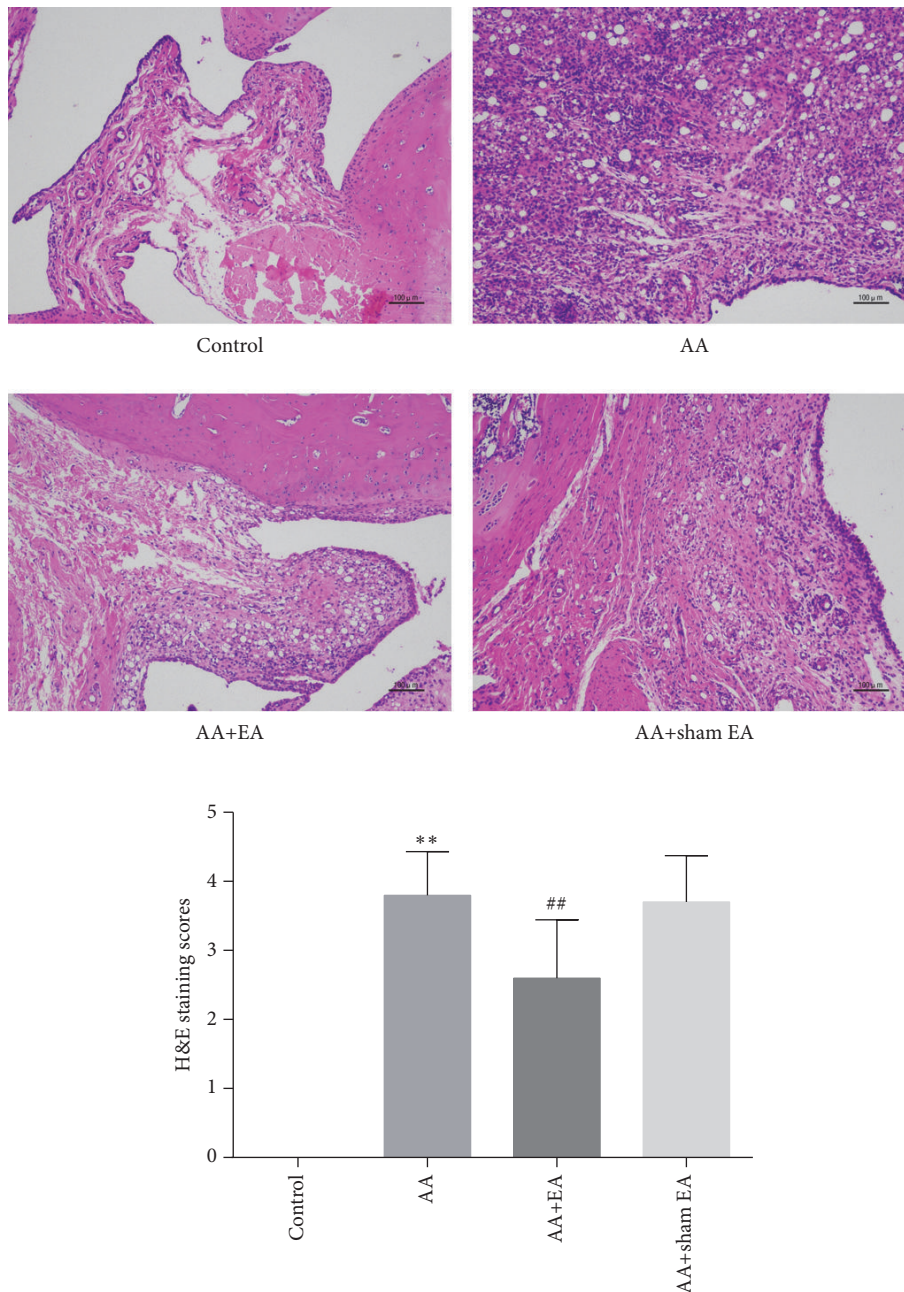 100 μm
100 μm
Control
AA
100 μm
100 μm
AA+EA
AA+sham EA
5
**
4
##
3
2
1
0
H&E staining scores
Control
AA
AA+EA
AA+sham EA